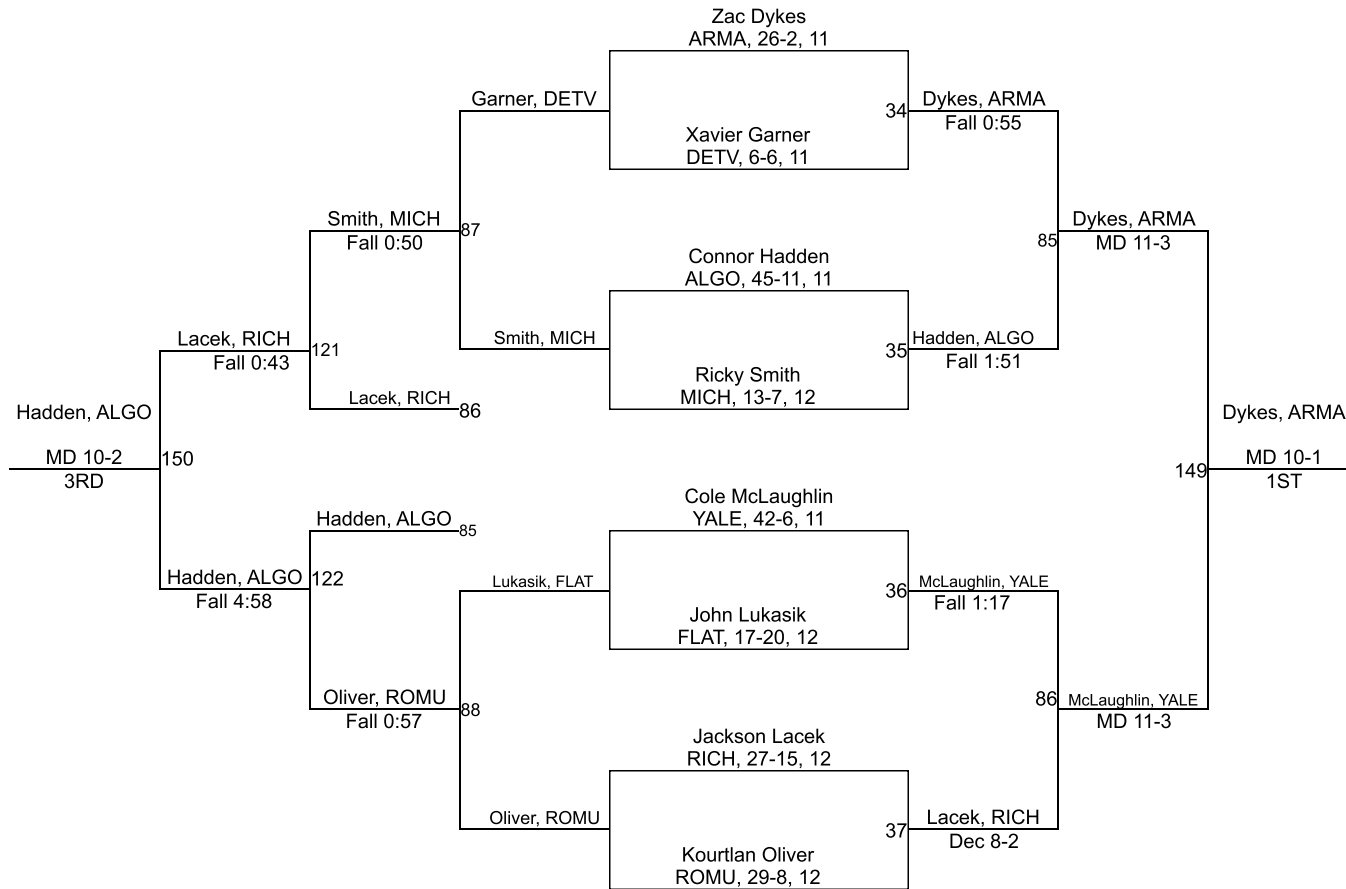 Zac Dykes
ARMA, 26-2, 11
Garner, DETV
34
Dykes, ARMA
Fall 0:55
Xavier Garner
DETV, 6-6, 11
Smith, MICH
Fall 0:50
87
Dykes, ARMA
MD 11-3
85
Connor Hadden
ALGO, 45-11, 11
Lacek, RICH
Fall 0:43
121
Smith, MICH
35
Hadden, ALGO
Fall 1:51
Ricky Smith
MICH, 13-7, 12
Lacek, RICH
86
Hadden, ALGO
MD 10-2
3RD
150
Dykes, ARMA
MD 10-1
1ST
149
Cole McLaughlin
YALE, 42-6, 11
Hadden, ALGO
85
Hadden, ALGO
Fall 4:58
122
Lukasik, FLAT
36
McLaughlin, YALE
Fall 1:17
John Lukasik
FLAT, 17-20, 12
Oliver, ROMU
Fall 0:57
88
86
McLaughlin, YALE
MD 11-3
Jackson Lacek
RICH, 27-15, 12
Oliver, ROMU
37
Lacek, RICH
Dec 8-2
Kourtlan Oliver
ROMU, 29-8, 12